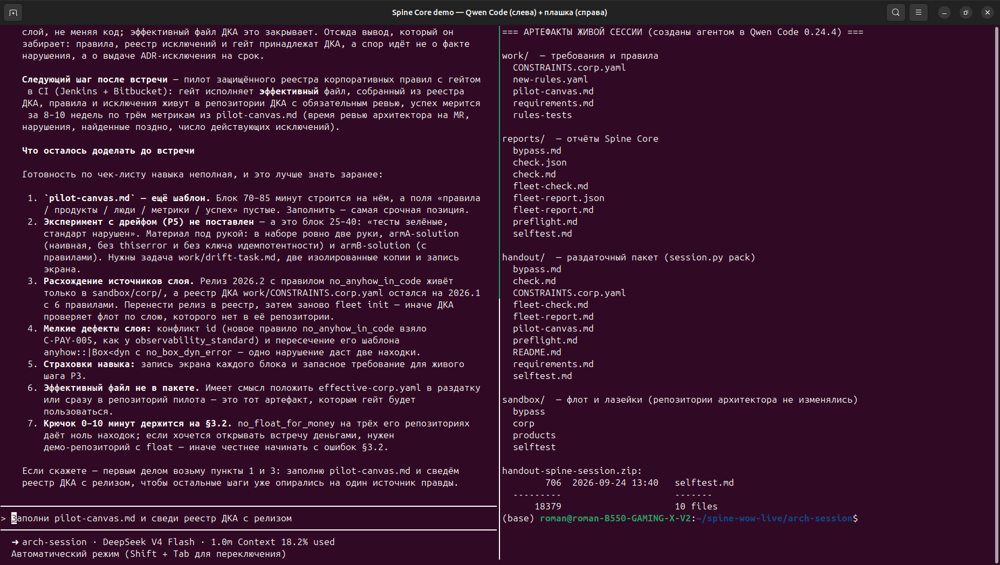 Spine Core demo — Qwen Code (слева) + плашка (справа)
слой, не меняя код; эффективный файл ДКА это закрывает. Отсюда вывод, который он
забирает: правила, реестр исключений и гейт принадлежат ДКА, а спор идёт не о факте
нарушения, а о выдаче ADR-исключения на срок.
Следующий шаг после встречи — пилот защищённого реестра корпоративных правил с гейтом
в CI (Jenkins + Bitbucket): гейт исполняет эффективный файл, собранный из реестра
ДКА, правила и исключения живут в репозитории ДКА с обязательным ревью, успех мерится
за 8–10 недель по трём метрикам из pilot-canvas.md (время ревью архитектора на MR,
нарушения, найденные поздно, число действующих исключений).
Что осталось доделать до встречи
Готовность по чек-листу навыка неполная, и это лучше знать заранее:
1. `pilot-canvas.md` — ещё шаблон. Блок 70–85 минут строится на нём, а поля «правила
/ продукты / люди / метрики / успех» пустые. Заполнить — самая срочная позиция.
2. Эксперимент с дрейфом (P5) не поставлен — а это блок 25–40: «тесты зелёные,
стандарт нарушен». Материал под рукой: в наборе ровно две руки, armA-solution
(наивная, без thiserror и без ключа идемпотентности) и armB-solution (с
правилами). Нужны задача work/drift-task.md, две изолированные копии и запись
экрана.
3. Расхождение источников слоя. Релиз 2026.2 с правилом no_anyhow_in_code живёт
только в sandbox/corp/, а реестр ДКА work/CONSTRAINTS.corp.yaml остался на 2026.1
с 6 правилами. Перенести релиз в реестр, затем заново fleet init — иначе ДКА
проверяет флот по слою, которого нет в её репозитории.
4. Мелкие дефекты слоя: конфликт id (новое правило no_anyhow_in_code взяло
C-PAY-005, как у observability_standard) и пересечение его шаблона
anyhow::|Box<dyn с no_box_dyn_error — одно нарушение даст две находки.
5. Страховки навыка: запись экрана каждого блока и запасное требование для живого
шага P3.
6. Эффективный файл не в пакете. Имеет смысл положить effective-corp.yaml в раздатку
или сразу в репозиторий пилота — это тот артефакт, которым гейт будет
пользоваться.
7. Крючок 0–10 минут держится на §3.2. no_float_for_money на трёх его репозиториях
даёт ноль находок; если хочется открывать встречу деньгами, нужен
демо-репозиторий с float — иначе честнее начинать с ошибок §3.2.
Если скажете — первым делом возьму пункты 1 и 3: заполню pilot-canvas.md и сведём
реестр ДКА с релизом, чтобы остальные шаги уже опирались на один источник правды.
> Заполни pilot-canvas.md и сведи реестр ДКА с релизом
➜ arch-session · DeepSeek V4 Flash · 1.0m Context 18.2% used
Автоматический режим (Shift + Tab для переключения)
=== АРТЕФАКТЫ ЖИВОЙ СЕССИИ (созданы агентом в Qwen Code 0.24.4) ===
work/ — требования и правила
CONSTRAINTS.corp.yaml
new-rules.yaml
pilot-canvas.md
requirements.md
rules-tests
reports/ — отчёты Spine Core
bypass.md
check.json
check.md
fleet-check.md
fleet-report.json
fleet-report.md
preflight.md
selftest.md
handout/ — раздаточный пакет (session.py pack)
bypass.md
check.md
CONSTRAINTS.corp.yaml
fleet-check.md
fleet-report.md
pilot-canvas.md
preflight.md
README.md
requirements.md
selftest.md
sandbox/ — флот и лазейки (репозитории архитектора не изменялись)
bypass
corp
products
selftest
handout-spine-session.zip:
706 2026-09-24 13:40 selftest.md
--------- -------
18379 10 files
(base) roman@roman-B550-GAMING-X-V2:~/spine-wow-live/arch-session$